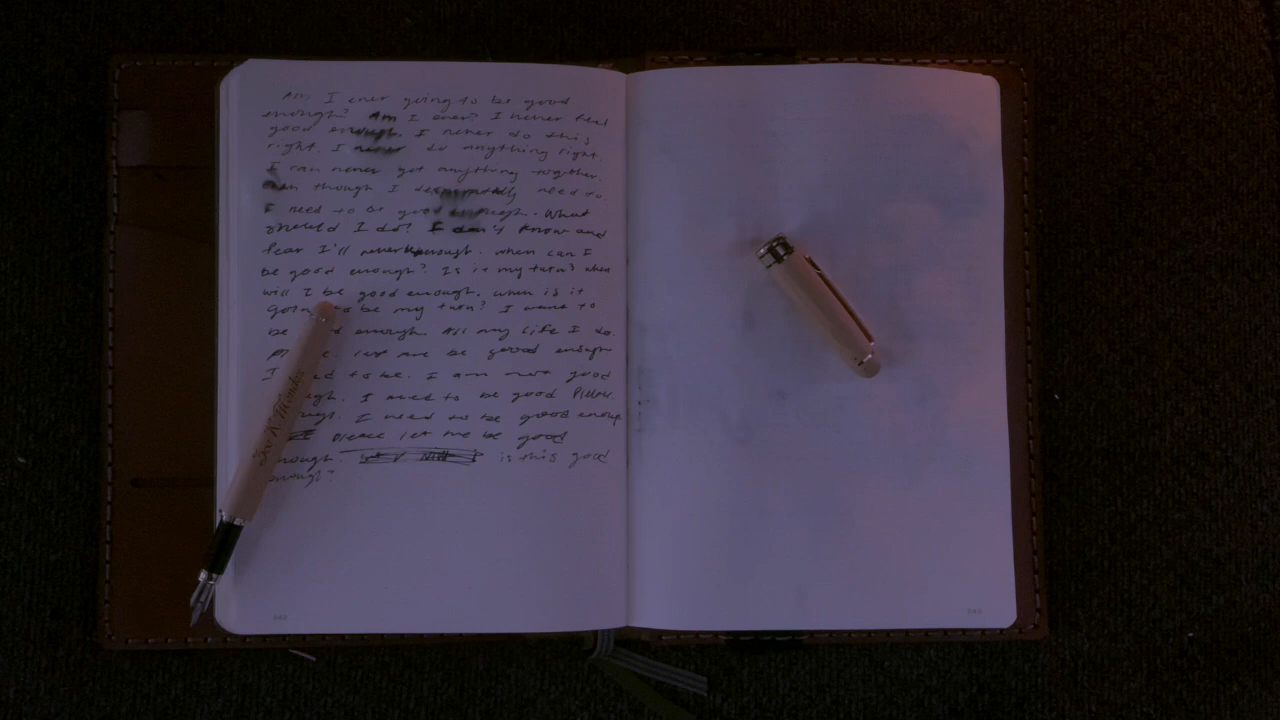 Am I ever going to be good
enough? Am I ever? I never feel
good enough. I never do this
right. I never do anything right.
I can never get anything together.
though I desperatly need to
I need to be good enough. What
should I do? I don't know and
fear I'll never enough. when can I
be good enough? Is it my turn? when
will I be good enough. when is it
going to be my turn? I want to
be enough. All my life I do.
let me be good enough
I to be. I am not good
I need to be good
I need to be good enoug
please let me be good
enough. is this good
enough?